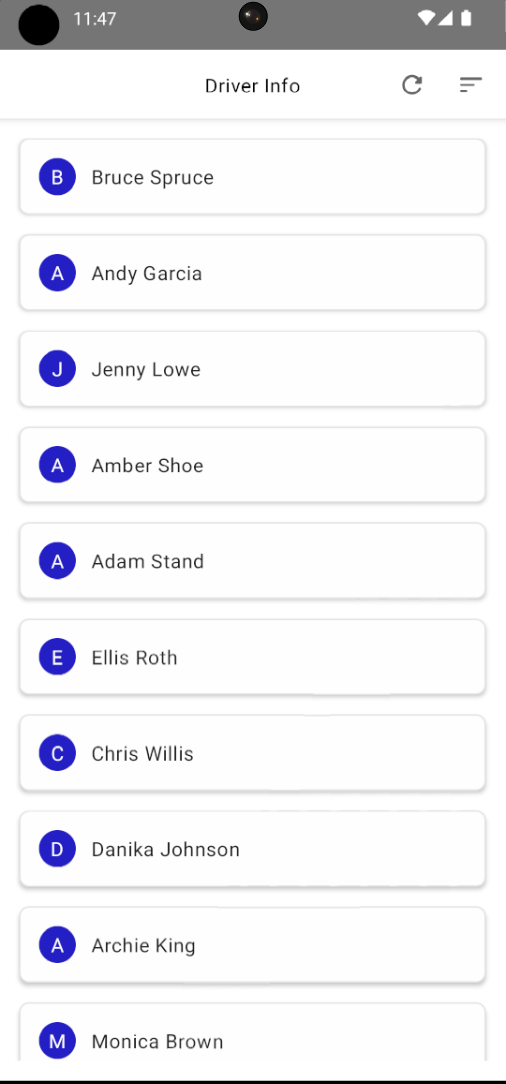 11:47
Driver Info
B Bruce Spruce
A Andy Garcia
J Jenny Lowe
A Amber Shoe
A Adam Stand
E Ellis Roth
C Chris Willis
D Danika Johnson
A Archie King
M Monica Brown